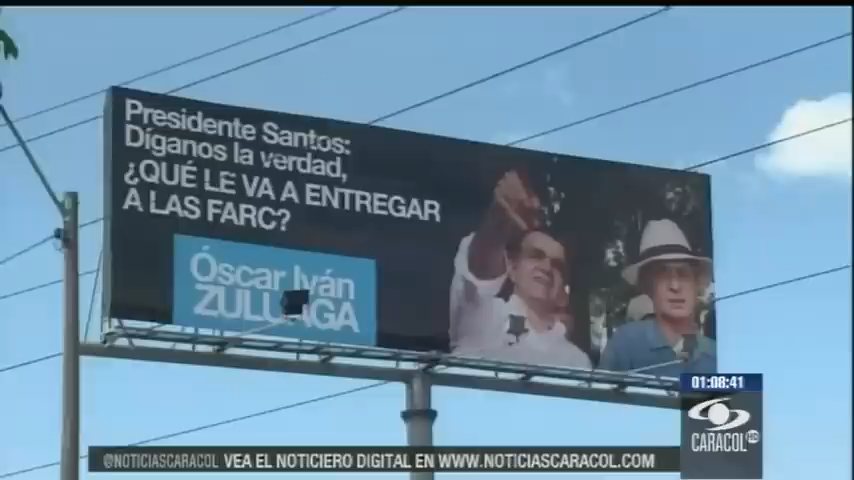 Presidente Santos:
Díganos la verdad,
¿QUÉ LE VA A ENTREGAR
A LAS FARC?
Óscar Iván
ZULUAGA
01:08:41
CARACOL HD
@NOTICIASCARACOL VEA EL NOTICIERO DIGITAL EN WWW.NOTICIASCARACOL.COM